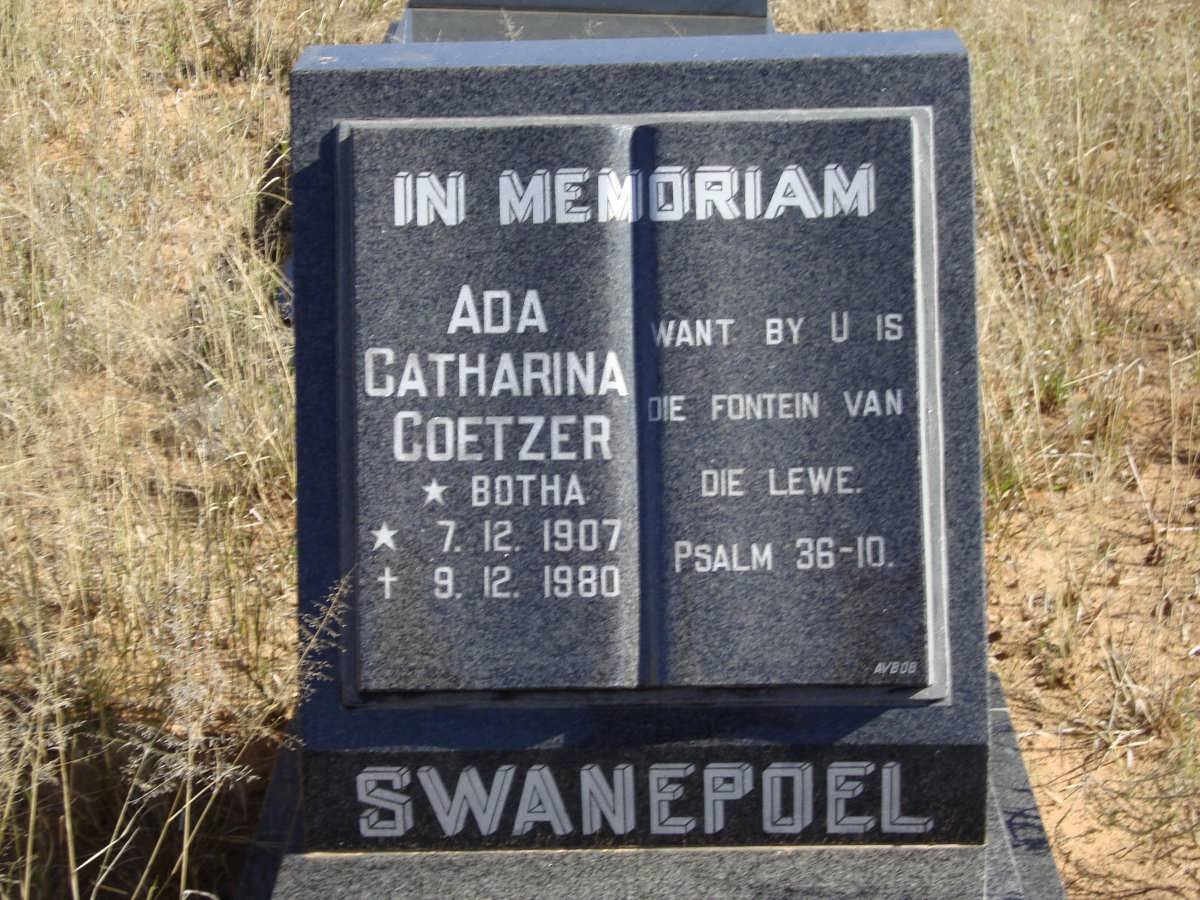 IN MEMORIAM
ADA
CATHARINA
COETZER
★ BOTHA
★ 7. 12. 1907
† 9. 12. 1980
WANT BY U IS
DIE FONTEIN VAN
DIE LEWE.
PSALM 36-10.
AVBOB
SWANEPOEL